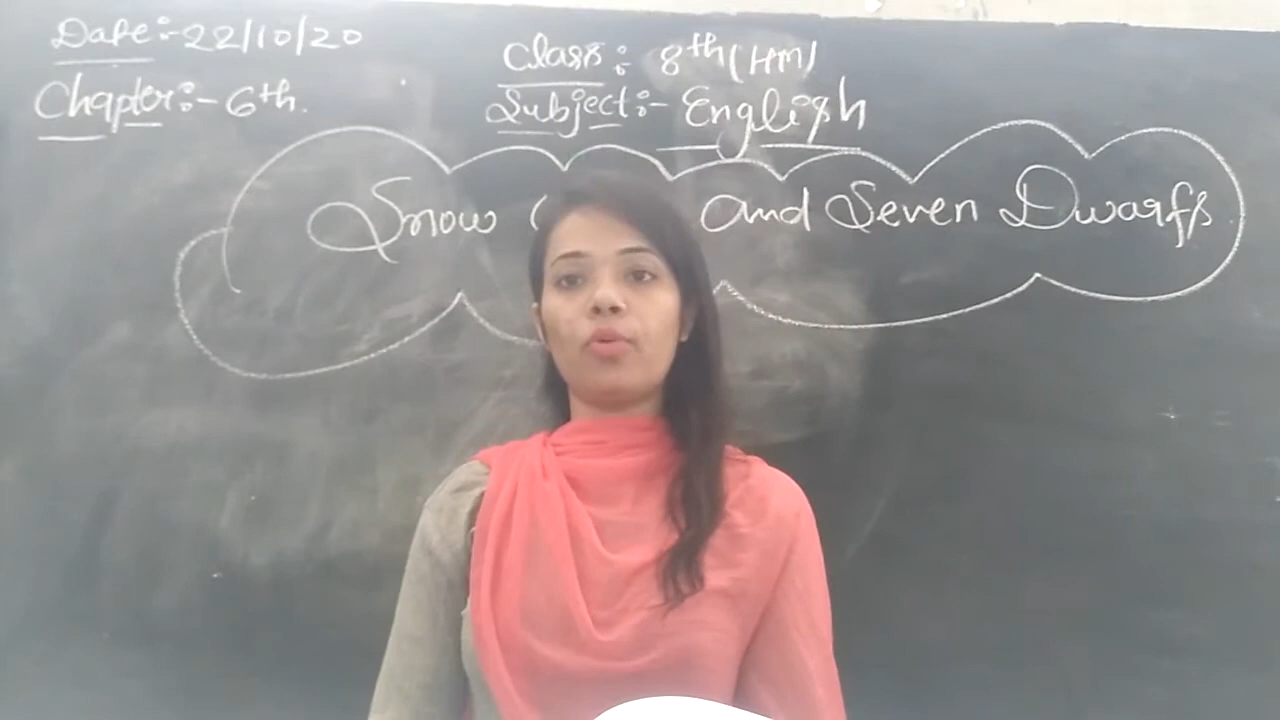 Date:-22/10/20
Class: 8th (HM)
Chapter:-6th.
Subject:- English
Snow and Seven Dwarfs